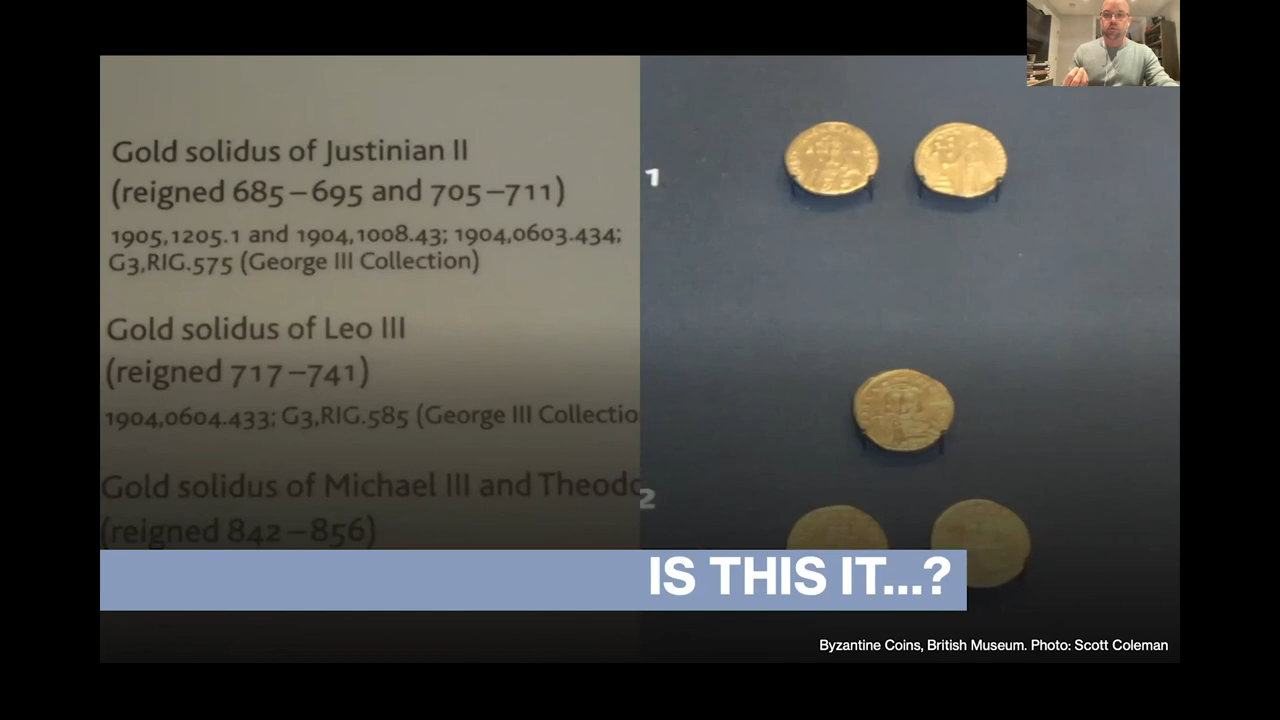 Gold solidus of Justinian II
(reigned 685–695 and 705–711)
1905,1205.1 and 1904,1008.43; 1904,0603.434;
G3,RIG.575 (George III Collection)
Gold solidus of Leo III
(reigned 717–741)
1904,0604.433; G3,RIG.585 (George III Collectio
Gold solidus of Michael III and Theodo
(reigned 842–856)
1
2
IS THIS IT...?
Byzantine Coins, British Museum. Photo: Scott Coleman